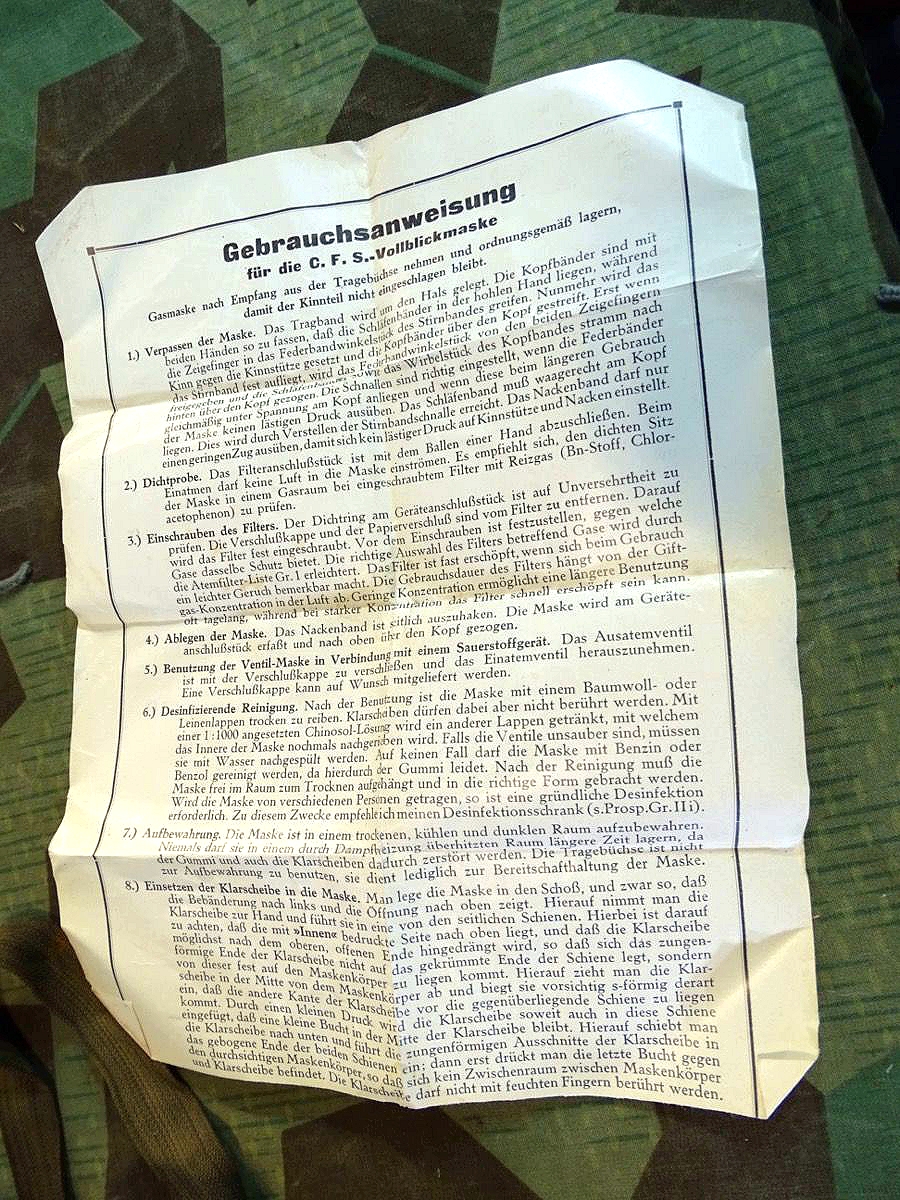 Gebrauchsanweisung
für die C. F. S.-Vollblickmaske
Gasmaske nach Empfang aus der Tragebüchse nehmen und ordnungsgemäß lagern,
damit der Kinnteil nicht eingeschlagen bleibt.
1.) Verpassen der Maske. Das Tragband wird um den Hals gelegt. Die Kopfbänder sind mit
beiden Händen so zu fassen, daß die Schläfenbänder in der hohlen Hand liegen, während
die Zeigefinger in das Federbandwinkelstück des Stirnbandes greifen. Nunmehr wird das
Kinn gegen die Kinnstütze gesetzt und die Kopfbänder über den Kopf gestreift. Erst wenn
das Stirnband fest aufliegt, wird das Federbandwinkelstück von den beiden Zeigefingern
freigegeben und die Schläfenbänder sowie das Wirbelstück des Kopfbandes stramm nach
hinten über den Kopf gezogen. Die Schnallen sind richtig eingestellt, wenn die Federbänder
gleichmäßig unter Spannung am Kopf anliegen und wenn diese beim längeren Gebrauch
der Maske keinen lästigen Druck ausüben. Das Schläfenband muß waagerecht am Kopf
liegen. Dies wird durch Verstellen der Stirnbandschnalle erreicht. Das Nackenband darf nur
einen geringen Zug ausüben, damit sich kein lästiger Druck auf Kinnstütze und Nacken einstellt.
2.) Dichtprobe. Das Filteranschlußstück ist mit dem Ballen einer Hand abzuschließen. Beim
Einatmen darf keine Luft in die Maske einströmen. Es empfiehlt sich, den dichten Sitz
der Maske in einem Gasraum bei eingeschraubtem Filter mit Reizgas (Bn-Stoff, Chlor-
acetophenon) zu prüfen.
3.) Einschrauben des Filters. Der Dichtring am Geräteanschlußstück ist auf Unversehrtheit zu
prüfen. Die Verschlußkappe und der Papierverschluß sind vom Filter zu entfernen. Darauf
wird das Filter fest eingeschraubt. Vor dem Einschrauben ist festzustellen, gegen welche
Gase dasselbe Schutz bietet. Die richtige Auswahl des Filters betreffend Gase wird durch
die Atemfilter-Liste Gr. I erleichtert. Das Filter ist fast erschöpft, wenn sich beim Gebrauch
ein leichter Geruch bemerkbar macht. Die Gebrauchsdauer des Filters hängt von der Gift-
gas-Konzentration in der Luft ab. Geringe Konzentration ermöglicht eine längere Benutzung
oft tagelang, während bei starker Konzentration das Filter schnell erschöpft sein kann.
4.) Ablegen der Maske. Das Nackenband ist seitlich auszuhaken. Die Maske wird am Geräte-
anschlußstück erfaßt und nach oben über den Kopf gezogen.
5.) Benutzung der Ventil-Maske in Verbindung mit einem Sauerstoffgerät. Das Ausatemventil
ist mit der Verschlußkappe zu verschließen und das Einatemventil herauszunehmen.
Eine Verschlußkappe kann auf Wunsch mitgeliefert werden.
6.) Desinfizierende Reinigung. Nach der Benutzung ist die Maske mit einem Baumwoll- oder
Leinenlappen trocken zu reiben. Klarscheiben dürfen dabei aber nicht berührt werden. Mit
einer 1:1000 angesetzten Chinosol-Lösung wird ein anderer Lappen getränkt, mit welchem
das Innere der Maske nochmals nachgerieben wird. Falls die Ventile unsauber sind, müssen
sie mit Wasser nachgespült werden. Auf keinen Fall darf die Maske mit Benzin oder
Benzol gereinigt werden, da hierdurch der Gummi leidet. Nach der Reinigung muß die
Maske frei im Raum zum Trocknen aufgehängt und in die richtige Form gebracht werden.
Wird die Maske von verschiedenen Personen getragen, so ist eine gründliche Desinfektion
erforderlich. Zu diesem Zwecke empfehle ich meinen Desinfektionsschrank (s. Prosp. Gr. II i).
7.) Aufbewahrung. Die Maske ist in einem trockenen, kühlen und dunklen Raum aufzubewahren.
Niemals darf sie in einem durch Dampfheizung überhitzten Raum längere Zeit lagern, da
der Gummi und auch die Klarscheiben dadurch zerstört werden. Die Tragebüchse ist nicht
zur Aufbewahrung zu benutzen, sie dient lediglich zur Bereitschafthaltung der Maske.
8.) Einsetzen der Klarscheibe in die Maske. Man lege die Maske in den Schoß, und zwar so, daß
die Bebänderung nach links und die Öffnung nach oben zeigt. Hierauf nimmt man die
Klarscheibe zur Hand und führt sie in eine von den seitlichen Schienen. Hierbei ist darauf
zu achten, daß die mit »Innen« bedruckte Seite nach oben liegt, und daß die Klarscheibe
möglichst nach dem oberen, offenen Ende hingedrängt wird, so daß sich das zungen-
förmige Ende der Klarscheibe nicht auf das gekrümmte Ende der Schiene legt, sondern
von dieser fest auf den Maskenkörper zu liegen kommt. Hierauf zieht man die Klar-
scheibe in der Mitte von dem Maskenkörper ab und biegt sie vorsichtig s-förmig derart
ein, daß die andere Kante der Klarscheibe vor die gegenüberliegende Schiene zu liegen
kommt. Durch einen kleinen Druck wird die Klarscheibe soweit auch in diese Schiene
eingefügt, daß eine kleine Bucht in der Mitte der Klarscheibe bleibt. Hierauf schiebt man
die Klarscheibe nach unten und führt die zungenförmigen Ausschnitte der Klarscheibe in
das gebogene Ende der beiden Schienen ein; dann erst drückt man die letzte Bucht gegen
den durchsichtigen Maskenkörper, so daß sich kein Zwischenraum zwischen Maskenkörper
und Klarscheibe befindet. Die Klarscheibe darf nicht mit feuchten Fingern berührt werden.